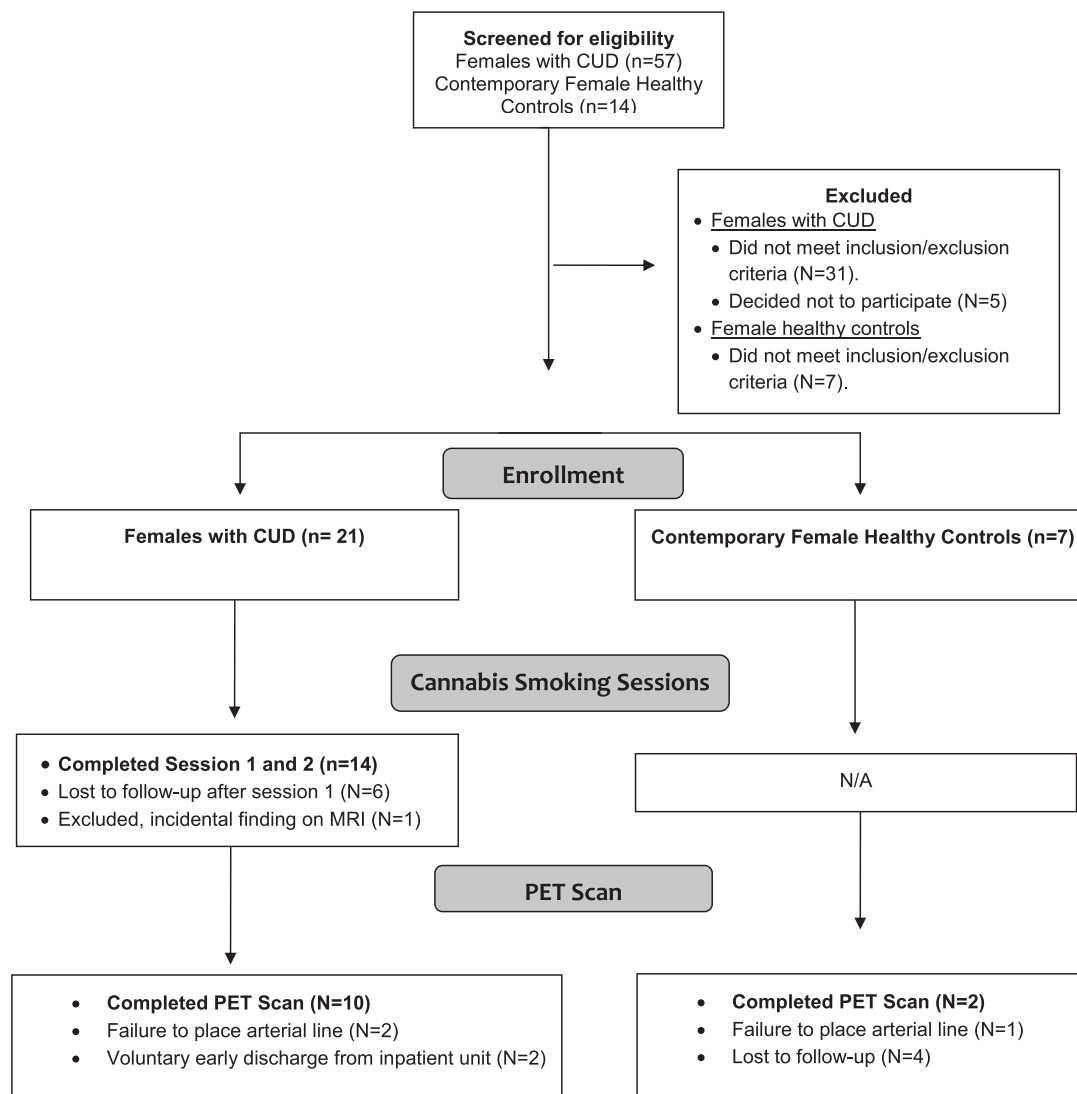 Screened for eligibility
Females with CUD (n=57)
Contemporary Female Healthy
Controls (n=14)
Excluded
• Females with CUD
• Did not meet inclusion/exclusion
criteria (N=31).
• Decided not to participate (N=5)
• Female healthy controls
• Did not meet inclusion/exclusion
criteria (N=7).
Enrollment
Females with CUD (n= 21)
Contemporary Female Healthy Controls (n=7)
Cannabis Smoking Sessions
• Completed Session 1 and 2 (n=14)
• Lost to follow-up after session 1 (N=6)
• Excluded, incidental finding on MRI (N=1)
N/A
PET Scan
• Completed PET Scan (N=10)
• Failure to place arterial line (N=2)
• Voluntary early discharge from inpatient unit (N=2)
• Completed PET Scan (N=2)
• Failure to place arterial line (N=1)
• Lost to follow-up (N=4)